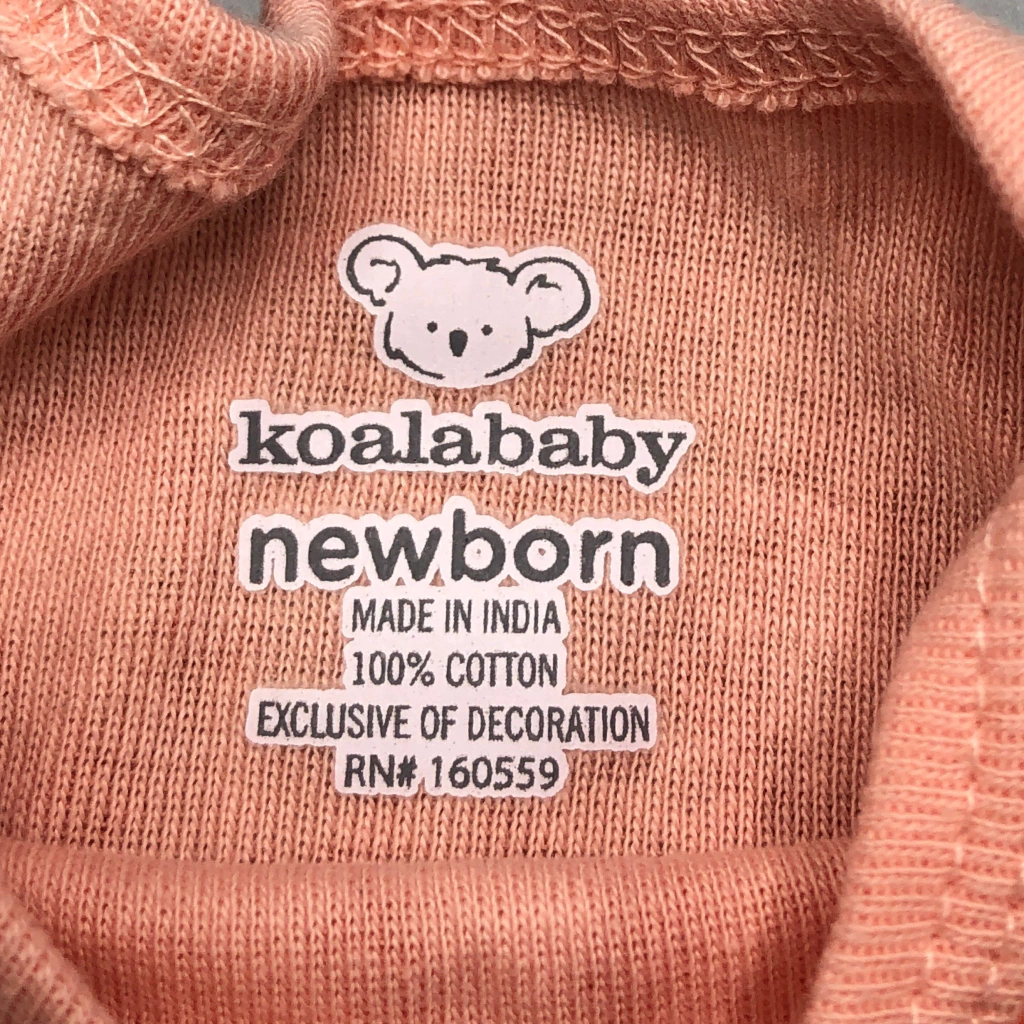 koalababy
newborn
MADE IN INDIA
100% COTTON
EXCLUSIVE OF DECORATION
RN# 160559